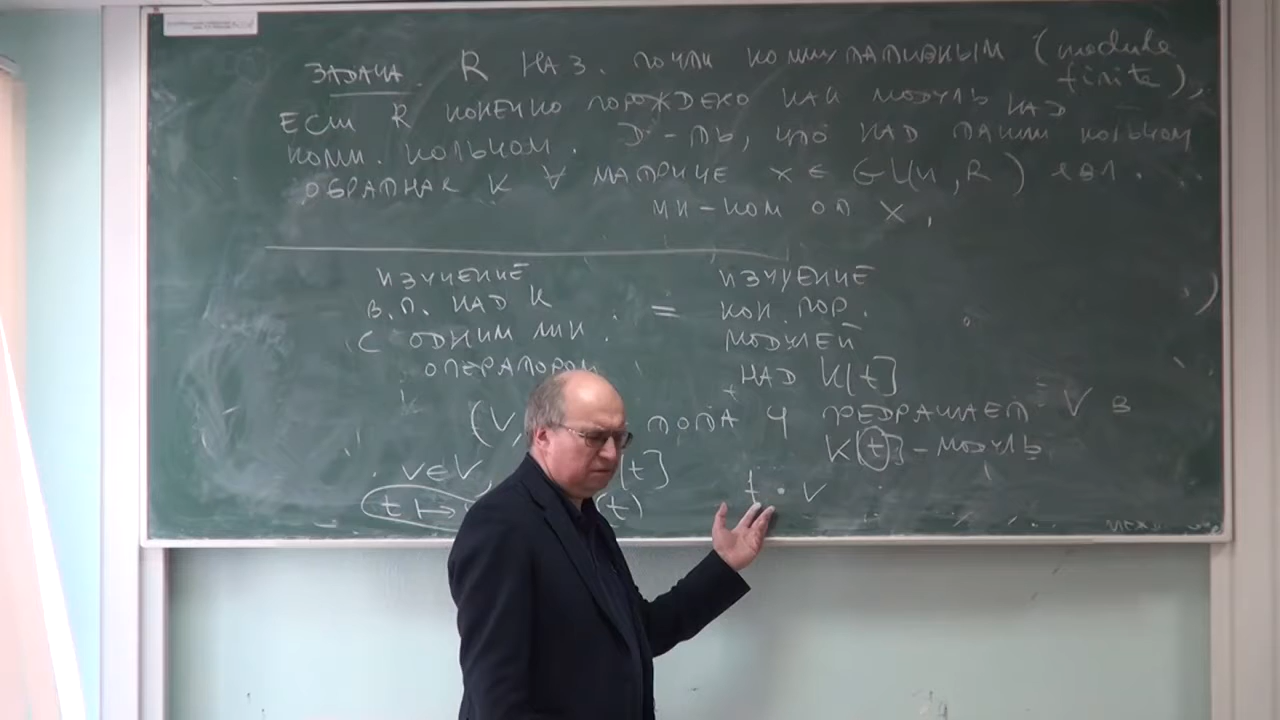 ЗАДАЧА. R НАЗ. ПОЧТИ КОММУТАТИВНЫМ (module
finite),
ЕСЛИ R КОНЕЧНО ПОРОЖДЕНО КАК МОДУЛЬ НАД
КОММ. КОЛЬЦОМ. Д-ТЬ, ЧТО НАД ТАКИМ КОЛЬЦОМ
ОБРАТНАЯ К ∀ МАТРИЦЕ x ∈ GL(n, R) ЯВЛ.
МН-НОМ ОТ X,
ИЗУЧЕНИЕ
В.П. НАД K
С ОДНИМ ЛИН.
ОПЕРАТОРОМ
=
ИЗУЧЕНИЕ
КОН. ПОР.
МОДУЛЕЙ
НАД K[t]
(V, ТОГДА φ ПРЕВРАЩАЕТ V В
K[t]-МОДУЛЬ
v∈V, [t]
t ↦ (t)
f · v